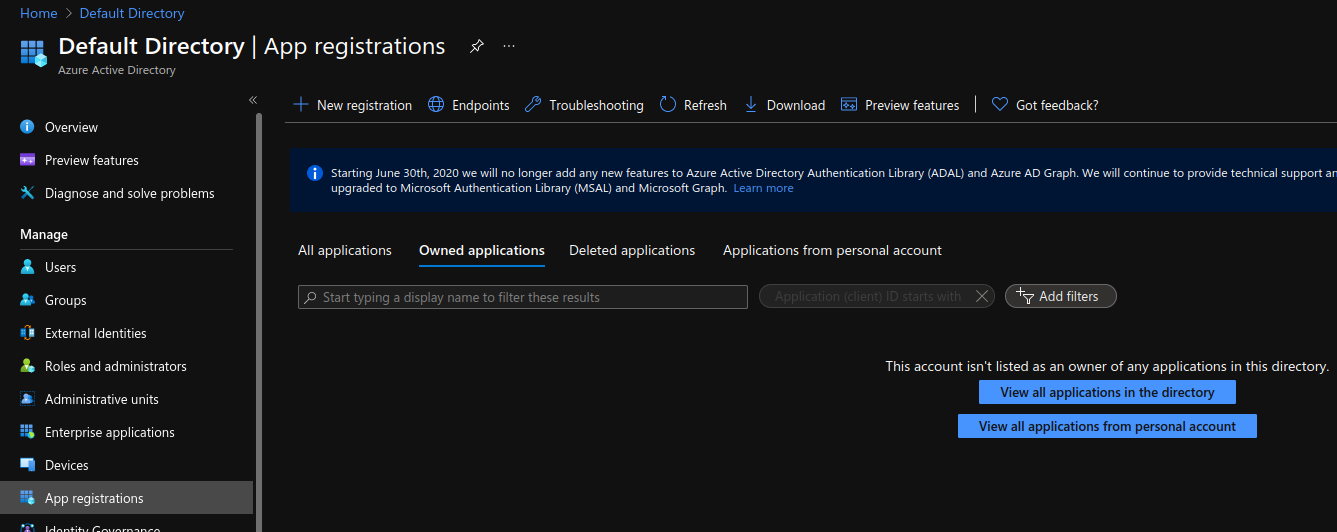 Home > Default Directory
Default Directory | App registrations
Azure Active Directory
Overview
Preview features
Diagnose and solve problems
Manage
Users
Groups
External Identities
Roles and administrators
Administrative units
Enterprise applications
Devices
App registrations
Identity Governance
New registration
Endpoints
Troubleshooting
Refresh
Download
Preview features
Got feedback?
Starting June 30th, 2020 we will no longer add any new features to Azure Active Directory Authentication Library (ADAL) and Azure AD Graph. We will continue to provide technical support an
upgraded to Microsoft Authentication Library (MSAL) and Microsoft Graph. Learn more
All applications
Owned applications
Deleted applications
Applications from personal account
Start typing a display name to filter these results
Application (client) ID starts with
Add filters
This account isn't listed as an owner of any applications in this directory.
View all applications in the directory
View all applications from personal account